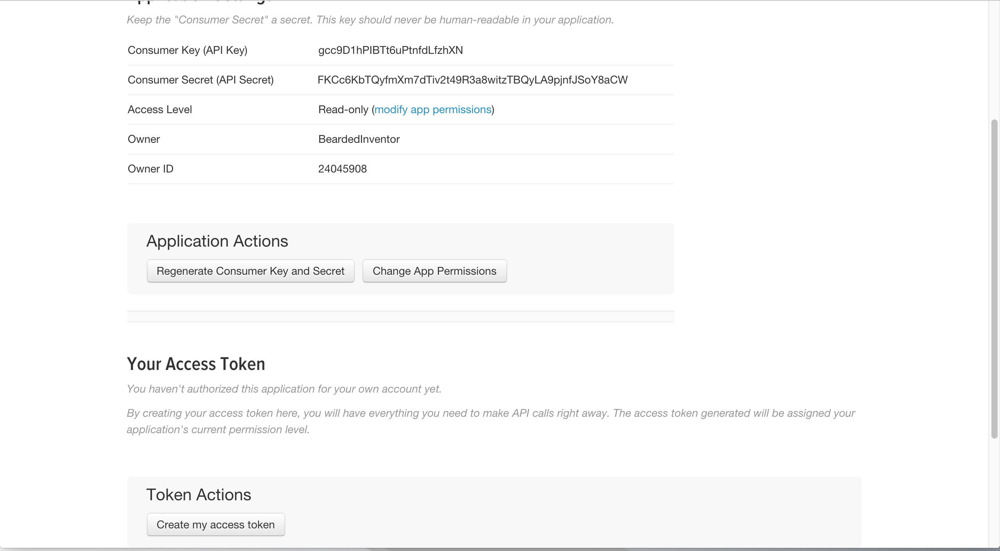 Keep the "Consumer Secret" a secret. This key should never be human-readable in your application.
Consumer Key (API Key) gcc9D1hPIBTt6uPtnfdLfzhXN
Consumer Secret (API Secret) FKCc6KbTQyfmXm7dTiv2t49R3a8witzTBQyLA9pjnfJSoY8aCW
Access Level Read-only (modify app permissions)
Owner BeardedInventor
Owner ID 24045908
Application Actions
Regenerate Consumer Key and Secret Change App Permissions
Your Access Token
You haven't authorized this application for your own account yet.
By creating your access token here, you will have everything you need to make API calls right away. The access token generated will be assigned your
application's current permission level.
Token Actions
Create my access token